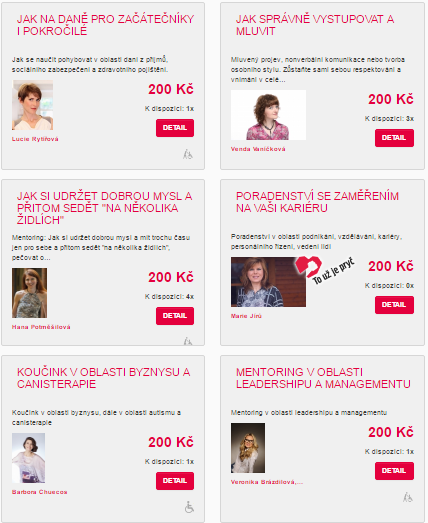 JAK NA DANĚ PRO ZAČÁTEČNÍKY
I POKROČILÉ
Jak se naučit pohybovat v oblasti daní z příjmů,
sociálního zabezpečení a zdravotního pojištění.
200 Kč
K dispozici: 1x
DETAIL
Lucie Rytířová
JAK SPRÁVNĚ VYSTUPOVAT A
MLUVIT
Mluvený projev, nonverbální komunikace nebo tvorba
osobního stylu. Zůstaňte sami sebou respektováni a
vnímáni v celé...
200 Kč
K dispozici: 3x
DETAIL
Venda Vaníčková
JAK SI UDRŽET DOBROU MYSL A
PŘITOM SEDĚT "NA NĚKOLIKA
ŽIDLÍCH"
Mentoring: Jak si udržet dobrou mysl a mít trochu času
jen pro sebe a přitom sedět "na několika židlích",
pečovat o...
200 Kč
K dispozici: 4x
DETAIL
Hana Potměšilová
PORADENSTVÍ SE ZAMĚŘENÍM
NA VAŠI KARIÉRU
Poradenství v oblasti podnikání, vzdělávání, kariéry,
personálního řízení, vedení lidí
To už je pryč
200 Kč
K dispozici: 0x
DETAIL
Marie Jírů
KOUČINK V OBLASTI BYZNYSU A
CANISTERAPIE
Koučink v oblasti byznysu, dále v oblasti autismu a
canisterapie
200 Kč
K dispozici: 1x
DETAIL
Barbora Chuecos
MENTORING V OBLASTI
LEADERSHIPU A MANAGEMENTU
Mentoring v oblasti leadershipu a managementu
200 Kč
K dispozici: 1x
DETAIL
Veronika Brázdilová,...